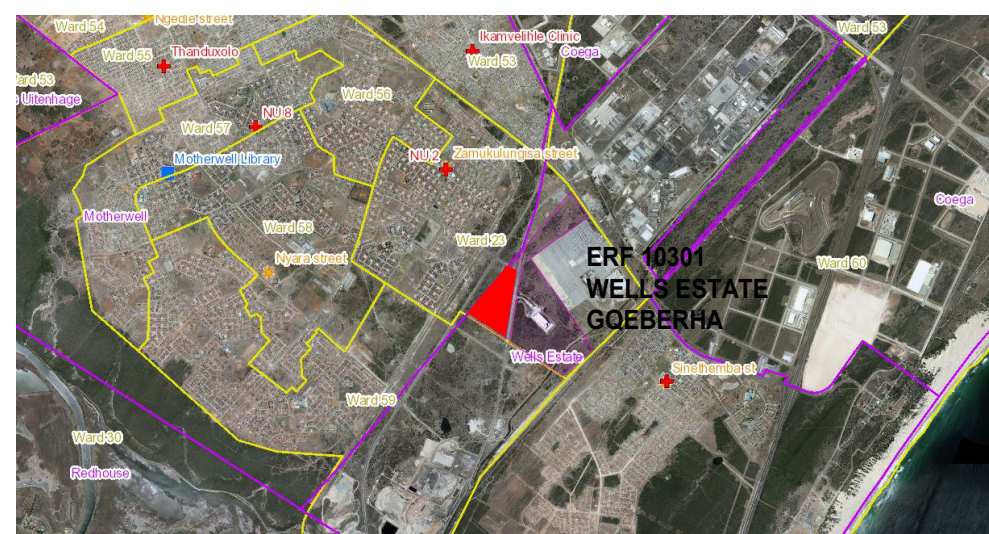 Ngedle street
Ward 54
Ward 53
Ikamvelihle Clinic
Ward 55
Thanduxolo
Coega
Ward 53
Ward 53
s Uitenhage
Ward 56
NU 8
Ward 57
NU 2
Zamukulungisa street
Motherwell Library
Coega
Motherwell
Ward 58
Ward 23
Nyara street
ERF 10301
Ward 60
WELLS ESTATE
GQEBERHA
Wells Estate
Sinethemba st
Ward 59
Ward 30
Redhouse